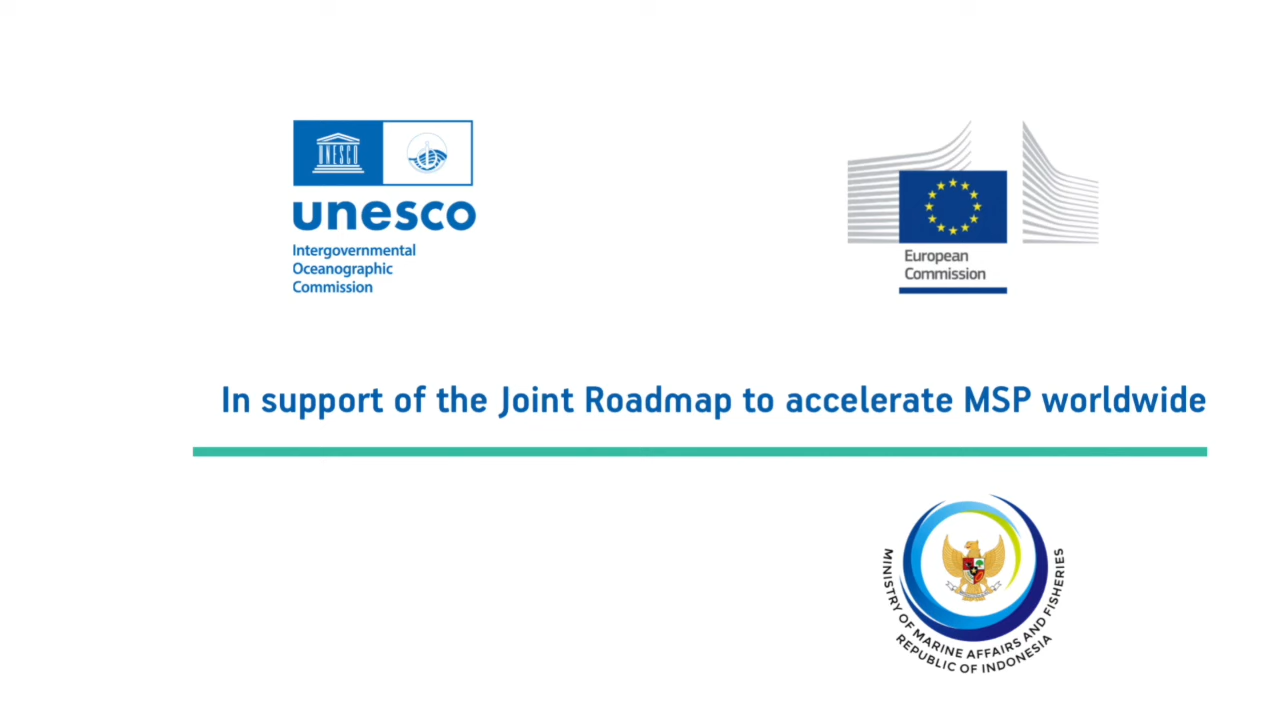 UNESCO
unesco
Intergovernmental
Oceanographic
Commission
European
Commission
In support of the Joint Roadmap to accelerate MSP worldwide
MINISTRY OF MARINE AFFAIRS AND FISHERIES
REPUBLIC OF INDONESIA